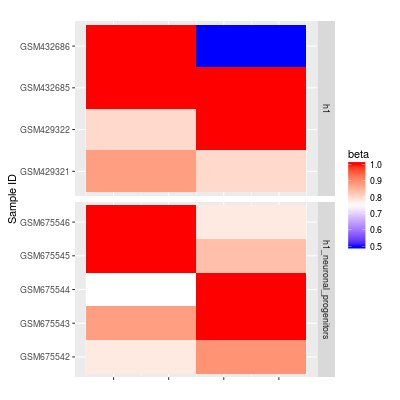 GSM432686
GSM432685
GSM429322
GSM429321
h1
GSM675546
GSM675545
GSM675544
GSM675543
GSM675542
h1_neuronal_progenitors
Sample ID
beta
1.0
0.9
0.8
0.7
0.6
0.5